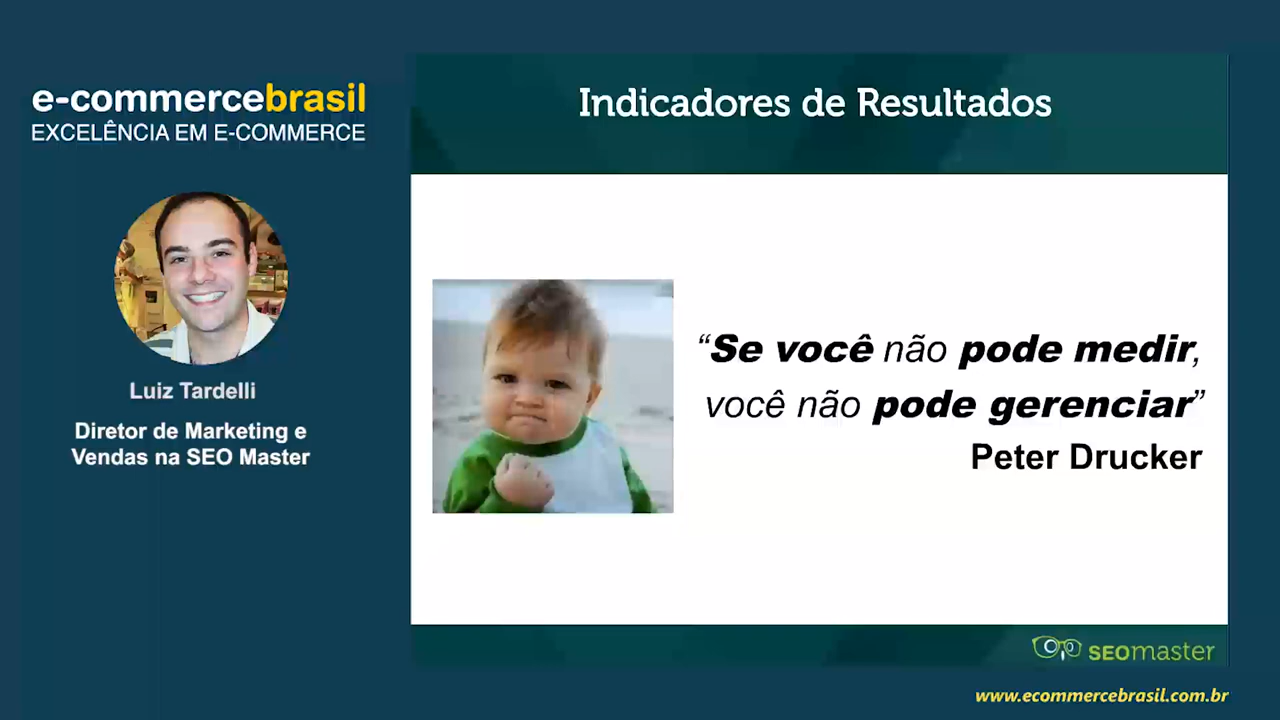 e-commercebrasil
EXCELÊNCIA EM E-COMMERCE
Luiz Tardelli
Diretor de Marketing e
Vendas na SEO Master
Indicadores de Resultados
“Se você não pode medir,
você não pode gerenciar”
Peter Drucker
SEOmaster
www.ecommercebrasil.com.br